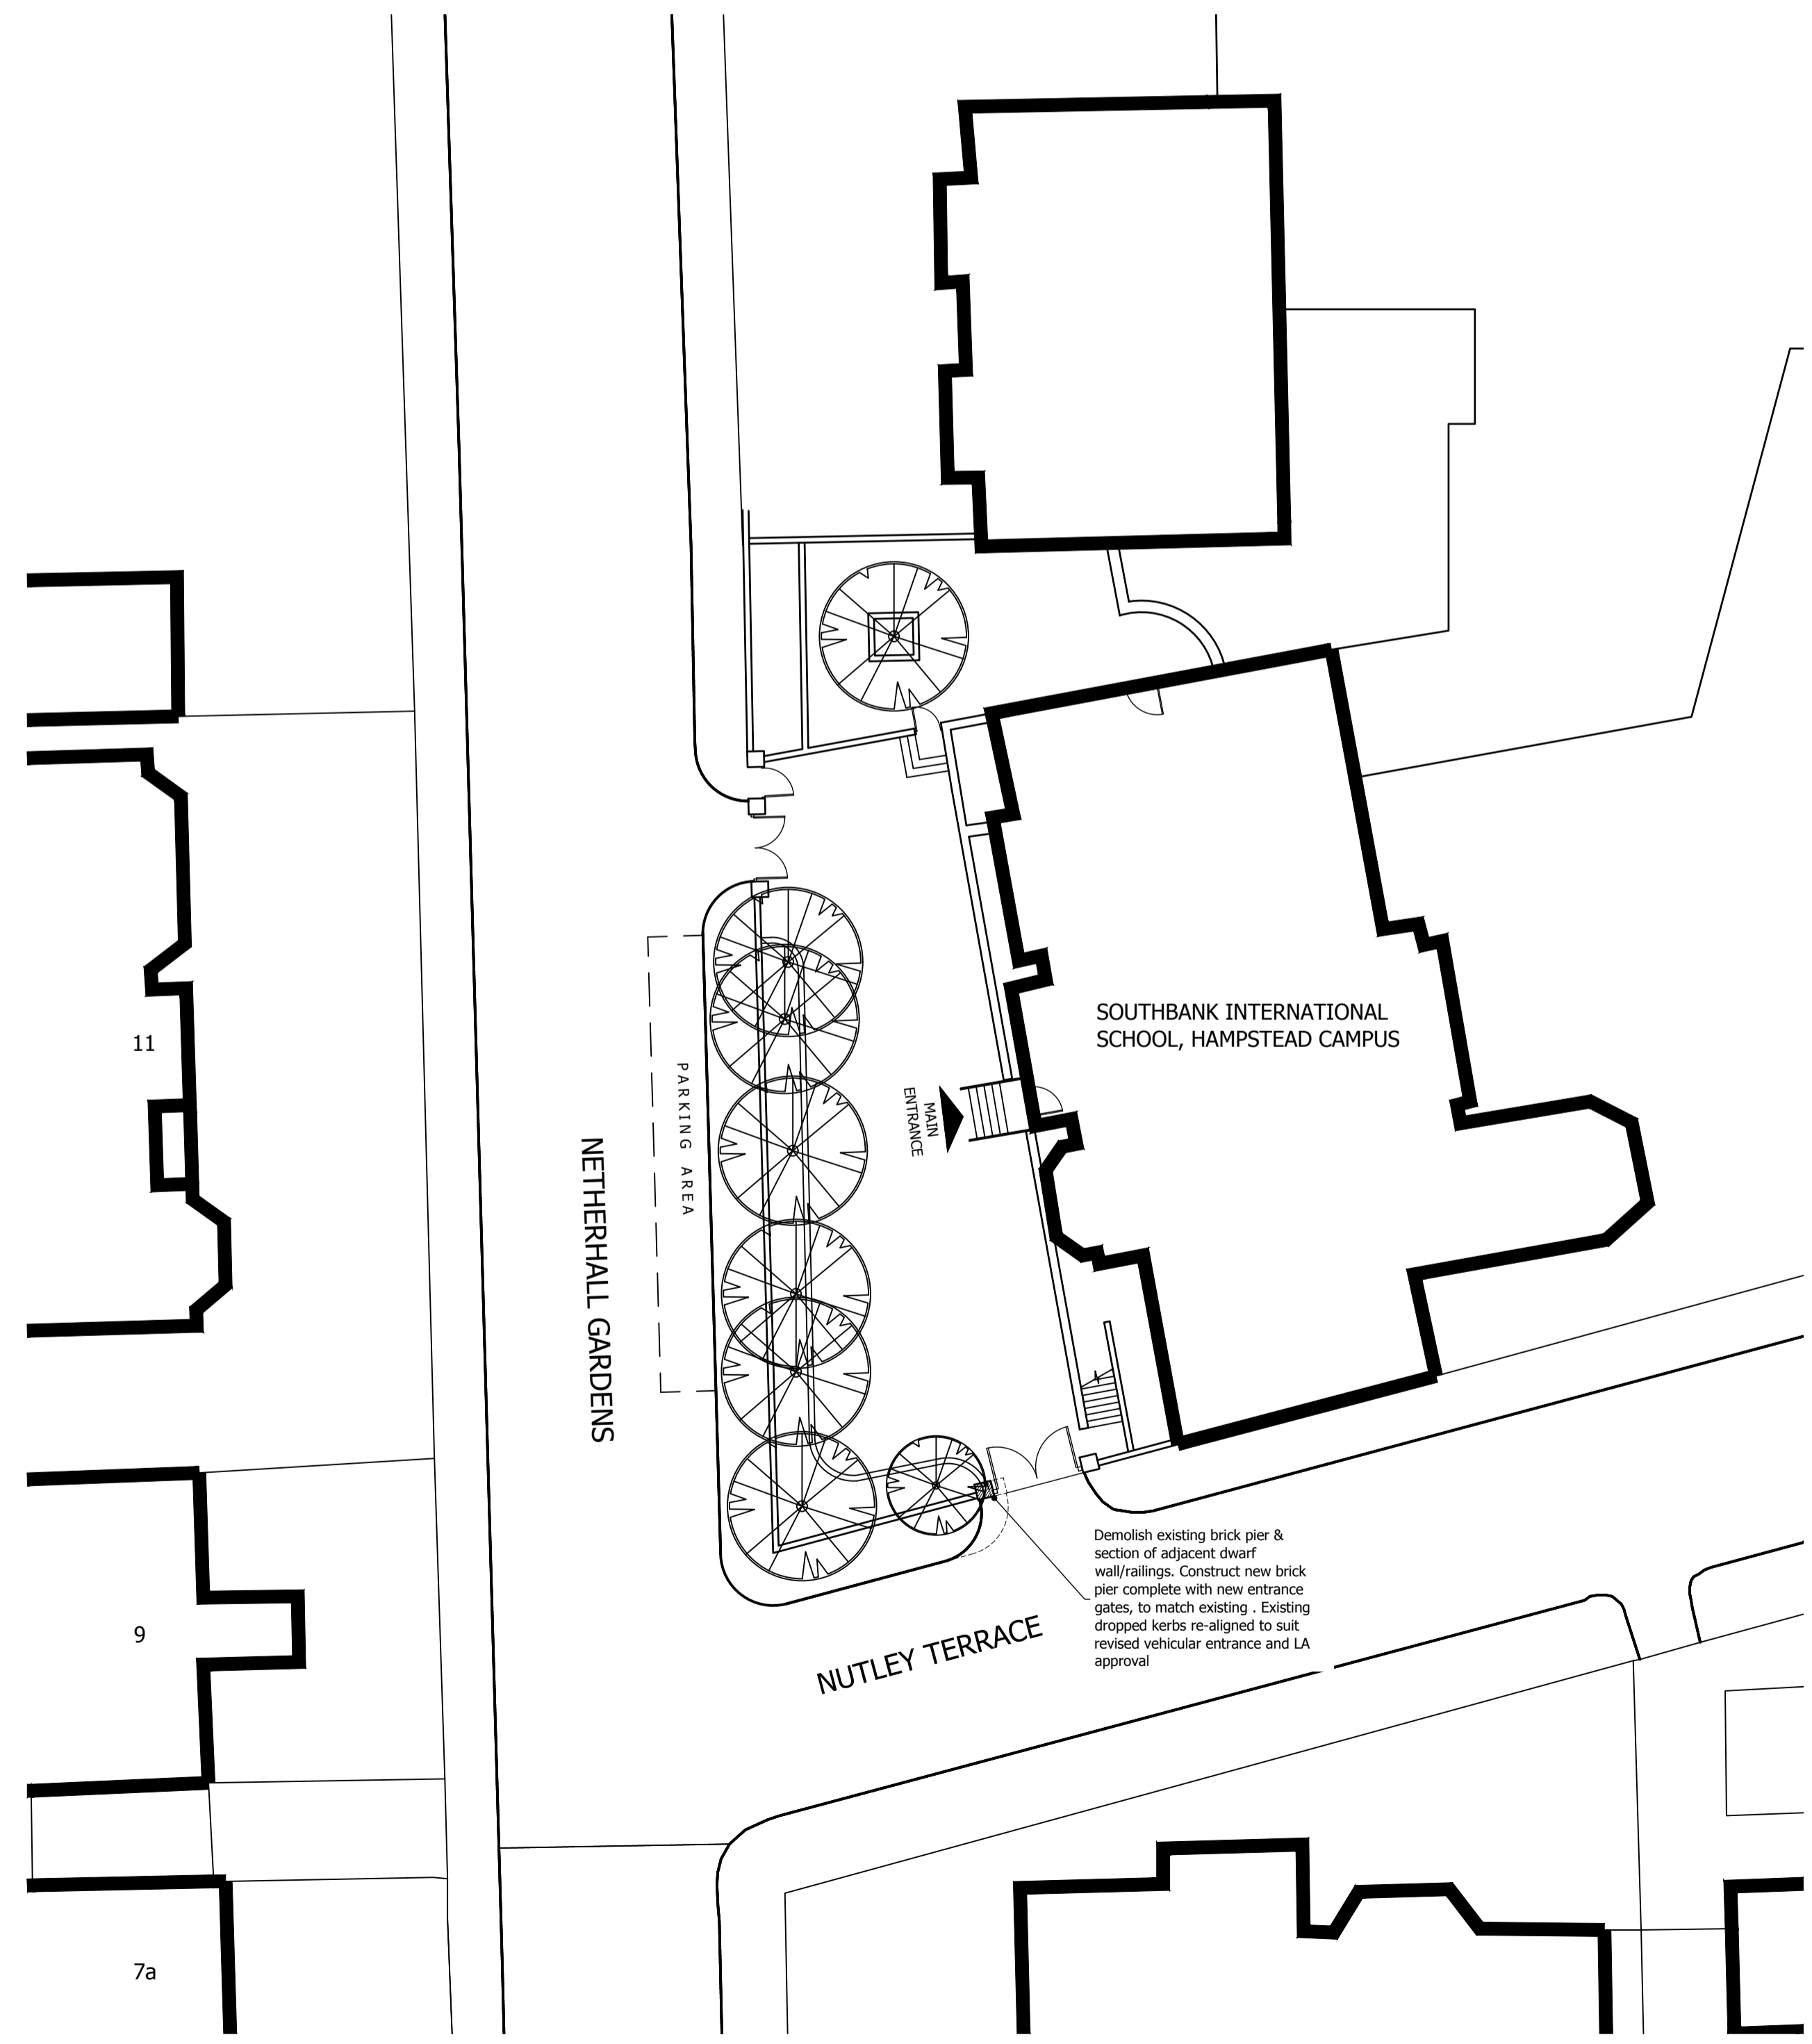 SOUTHBANK INTERNATIONAL
SCHOOL, HAMPSTEAD CAMPUS
11
PARKING AREA
MAIN
ENTRANCE
NETHERHALL GARDENS
Demolish existing brick pier &
section of adjacent dwarf
wall/railings. Construct new brick
pier complete with new entrance
gates, to match existing . Existing
dropped kerbs re-aligned to suit
revised vehicular entrance and LA
approval
9
NUTLEY TERRACE
7a